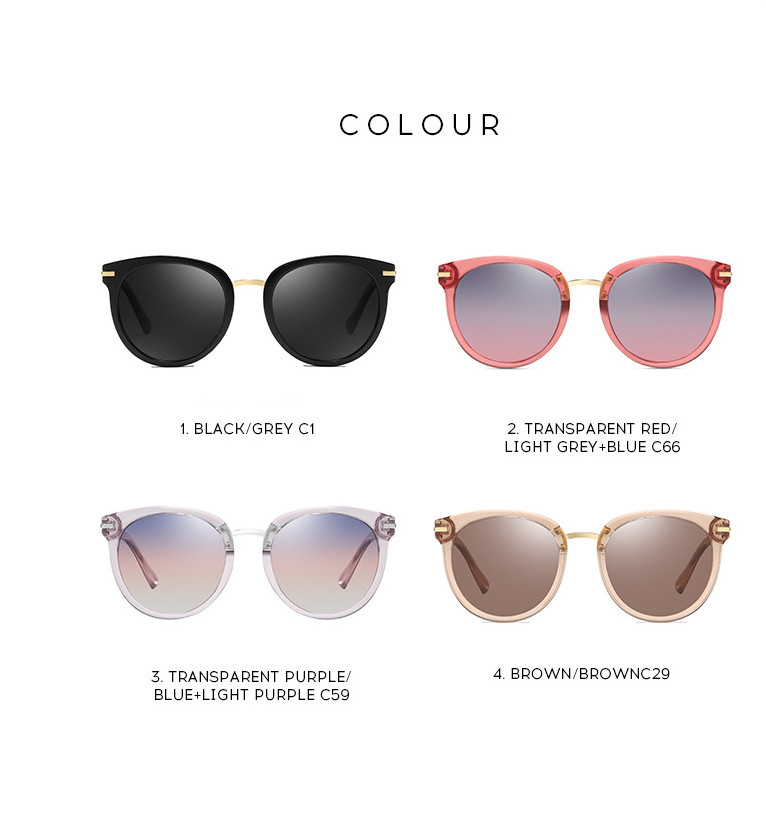 COLOUR
1. BLACK/GREY C1
2. TRANSPARENT RED/
LIGHT GREY+BLUE C66
3. TRANSPARENT PURPLE/
BLUE+LIGHT PURPLE C59
4. BROWN/BROWNC29